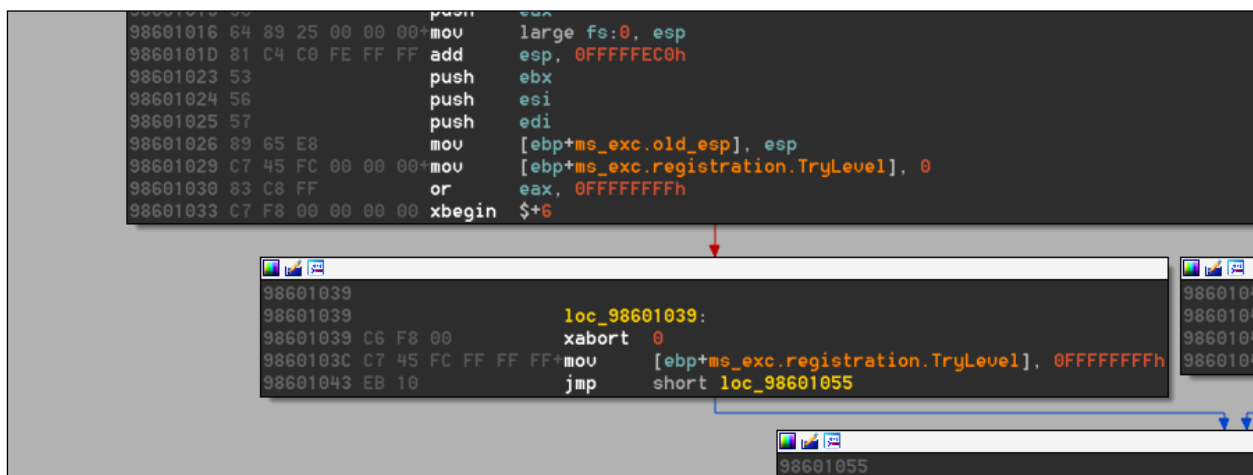 98601015 50 push eax
98601016 64 89 25 00 00 00+mov large fs:0, esp
9860101D 81 C4 C0 FE FF FF add esp, 0FFFFFEC0h
98601023 53 push ebx
98601024 56 push esi
98601025 57 push edi
98601026 89 65 E8 mov [ebp+ms_exc.old_esp], esp
98601029 C7 45 FC 00 00 00+mov [ebp+ms_exc.registration.TryLevel], 0
98601030 83 C8 FF or eax, 0FFFFFFFFh
98601033 C7 F8 00 00 00 00 xbegin $+6
98601039
98601039 loc_98601039:
98601039 C6 F8 00 xabort 0
9860103C C7 45 FC FF FF FF+mov [ebp+ms_exc.registration.TryLevel], 0FFFFFFFFh
98601043 EB 10 jmp short loc_98601055
98601055